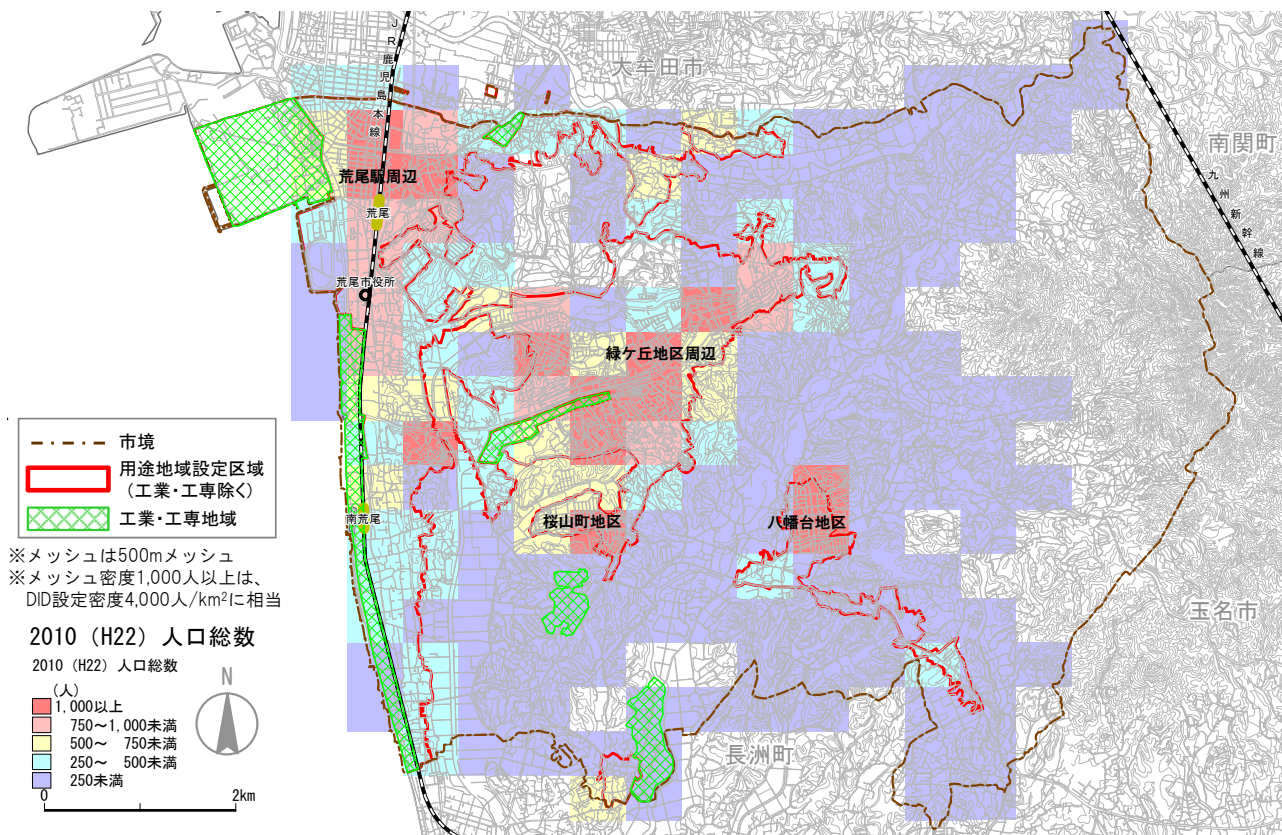 JR鹿児島本線
大牟田市
南関町
九州新幹線
荒尾駅周辺
荒尾
荒尾市役所
緑ケ丘地区周辺
市境
用途地域設定区域
(工業・工専除く)
工業・工専地域
南荒尾
桜山町地区
八幡台地区
※メッシュは500mメッシュ
※メッシュ密度1,000人以上は、
DID設定密度4,000人/km²に相当
玉名市
2010 (H22) 人口総数
2010 (H22) 人口総数
(人)
1,000以上
750~1,000未満
500~ 750未満
250~ 500未満
250未満
N
長洲町
0 2km